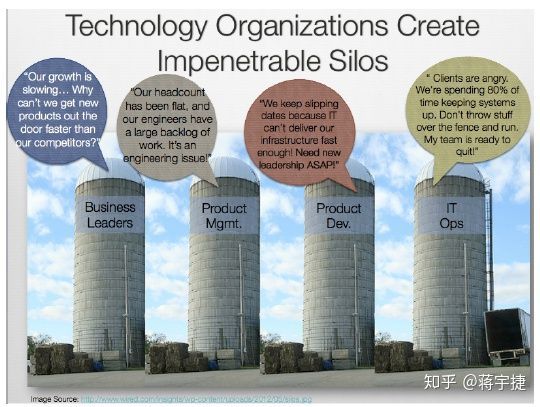 Technology Organizations Create
Impenetrable Silos
“Our growth is
slowing… Why
can’t we get new
products out the
door faster than
our competitors?”
“Our headcount
has been flat, and
our engineers have
a large backlog of
work. It’s an
engineering issue!”
“We keep slipping
dates because IT
can’t deliver our
infrastructure fast
enough! Need new
leadership ASAP!”
“ Clients are angry.
We’re spending 80% of
time keeping systems
up. Don’t throw stuff
over the fence and run.
My team is ready to
quit!”
Business
Leaders
Product
Mgmt.
Product
Dev.
IT
Ops
知乎 @蒋宇捷
Image Source: http://www.wired.com/insights/wp-content/uploads/2012/05/silos.jpg